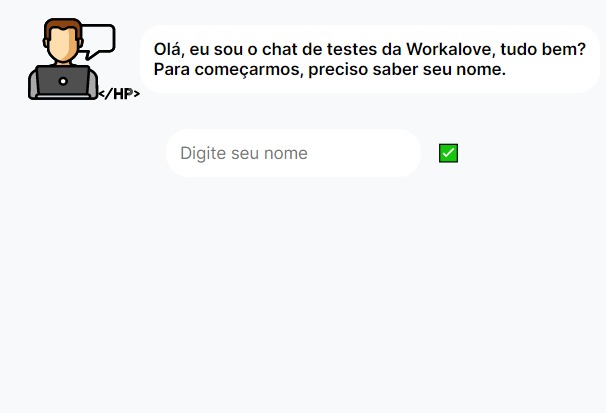 Olá, eu sou o chat de testes da Workalove, tudo bem?
Para começarmos, preciso saber seu nome.
</HP>
Digite seu nome